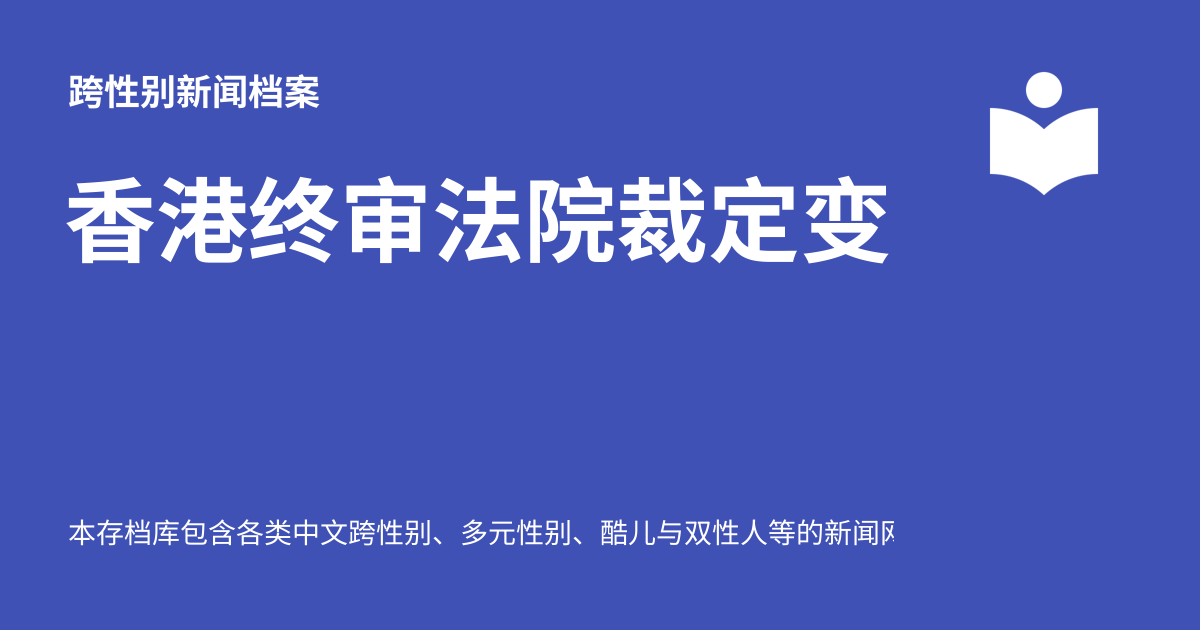 跨性别新闻档案
香港终审法院裁定变
本存档库包含各类中文跨性别、多元性别、酷儿与双性人等的新闻网